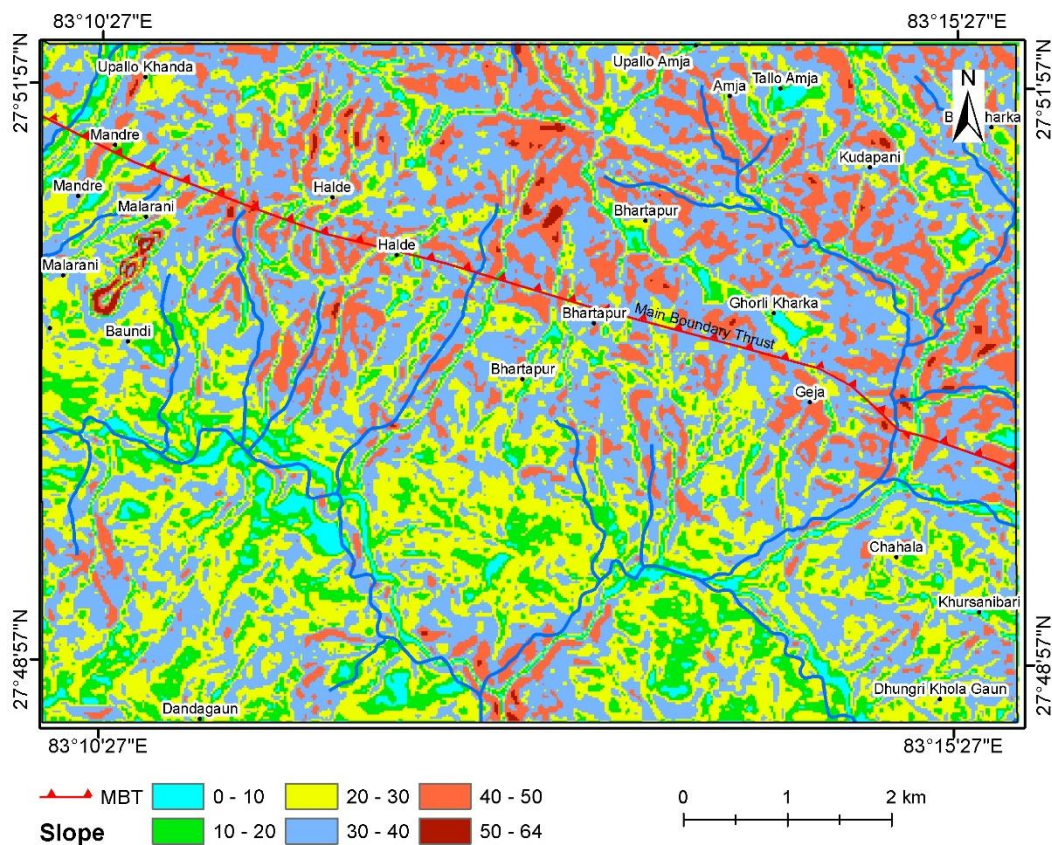 83°10'27"E
83°15'27"E
27°51'57"N
27°51'57"N
Upallo Khanda
Upallo Amja
Amja
Tallo Amja
N
Mandre
Kudapani
Mandre
Halde
Malarani
Bhartapur
Halde
Malarani
Ghorli Kharka
Bhartapur
Main Boundary Thrust
Baundi
Bhartapur
Geja
Chahala
Khursanibari
27°48'57"N
27°48'57"N
Dhungri Khola Gaun
Dandagaun
83°10'27"E
83°15'27"E
MBT
0 - 10
20 - 30
40 - 50
0 1 2 km
Slope
10 - 20
30 - 40
50 - 64